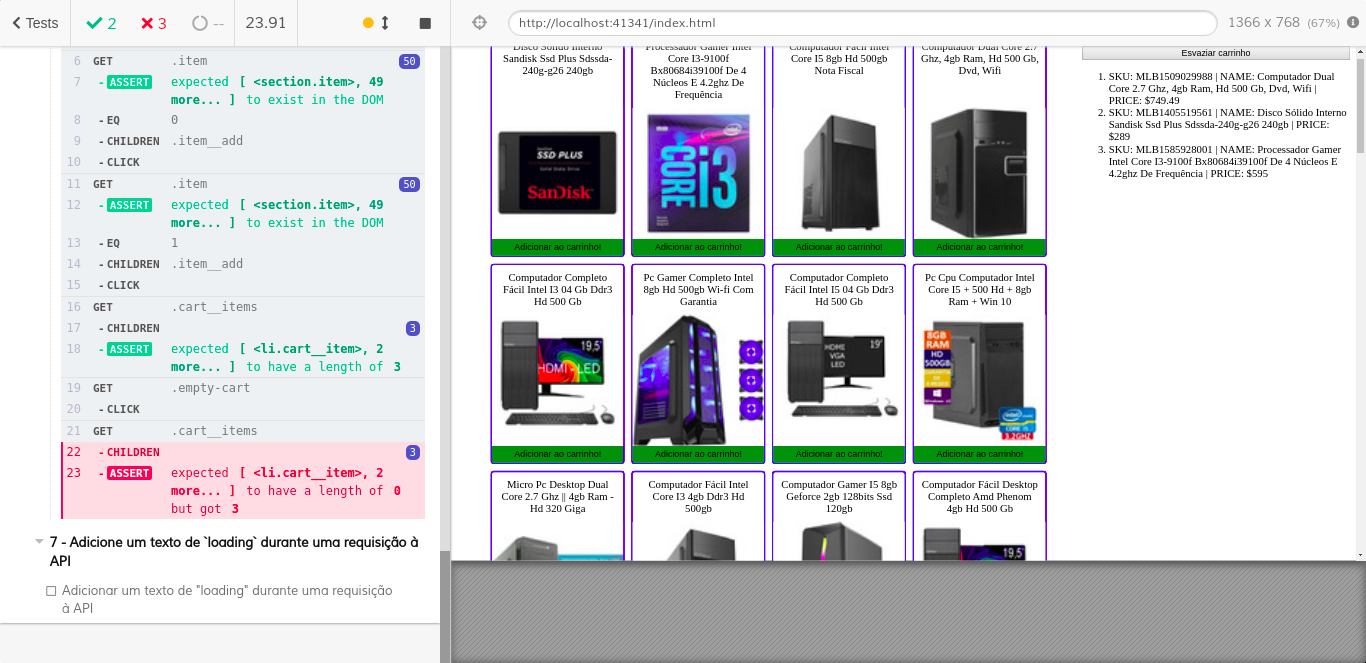 Tests
2
3
--
23.91
http://localhost:41341/index.html
1366 x 768 (67%)
6 GET .item 50
7 - ASSERT expected [ <section.item>, 49
more... ] to exist in the DOM
8 - EQ 0
9 - CHILDREN .item__add
10 - CLICK
11 GET .item 50
12 - ASSERT expected [ <section.item>, 49
more... ] to exist in the DOM
13 - EQ 1
14 - CHILDREN .item__add
15 - CLICK
16 GET .cart__items
17 - CHILDREN 3
18 - ASSERT expected [ <li.cart__item>, 2
more... ] to have a length of 3
19 GET .empty-cart
20 - CLICK
21 GET .cart__items
22 - CHILDREN 3
23 - ASSERT expected [ <li.cart__item>, 2
more... ] to have a length of 0
but got 3
7 - Adicione um texto de `loading` durante uma requisição à
API
Adicionar um texto de "loading" durante uma requisição
à API
Disco Sólido Interno
Sandisk Ssd Plus Sdssda-
240g-g26 240gb
SSD PLUS
SanDisk
Adicionar ao carrinho!
Processador Gamer Intel
Core I3-9100f
Bx80684i39100f De 4
Núcleos E 4.2ghz De
Frequência
CORE i3
Adicionar ao carrinho!
Computador Fácil Intel
Core I5 8gb Hd 500gb
Nota Fiscal
Adicionar ao carrinho!
Computador Dual Core 2.7
Ghz, 4gb Ram, Hd 500 Gb,
Dvd, Wifi
Adicionar ao carrinho!
Computador Completo
Fácil Intel I3 04 Gb Ddr3
Hd 500 Gb
19,5"
HDMI - LED
Adicionar ao carrinho!
Pc Gamer Completo Intel
8gb Hd 500gb Wi-fi Com
Garantia
Adicionar ao carrinho!
Computador Completo
Fácil Intel I5 04 Gb Ddr3
Hd 500 Gb
HDMI
VGA
LED
19"
Adicionar ao carrinho!
Pc Cpu Computador Intel
Core I5 + 500 Hd + 8gb
Ram + Win 10
8GB
RAM
HD
500GB
intel
CORE i5
3.2GHZ
Adicionar ao carrinho!
Micro Pc Desktop Dual
Core 2.7 Ghz || 4gb Ram -
Hd 320 Giga
Computador Fácil Intel
Core I3 4gb Ddr3 Hd
500gb
Computador Gamer I5 8gb
Geforce 2gb 128bits Ssd
120gb
Computador Fácil Desktop
Completo Amd Phenom
4gb Hd 500 Gb
19,5"
Esvaziar carrinho
1. SKU: MLB1509029988 | NAME: Computador Dual
Core 2.7 Ghz, 4gb Ram, Hd 500 Gb, Dvd, Wifi |
PRICE: $749.49
2. SKU: MLB1405519561 | NAME: Disco Sólido Interno
Sandisk Ssd Plus Sdssda-240g-g26 240gb | PRICE:
$289
3. SKU: MLB1585928001 | NAME: Processador Gamer
Intel Core I3-9100f Bx80684i39100f De 4 Núcleos E
4.2ghz De Frequência | PRICE: $595